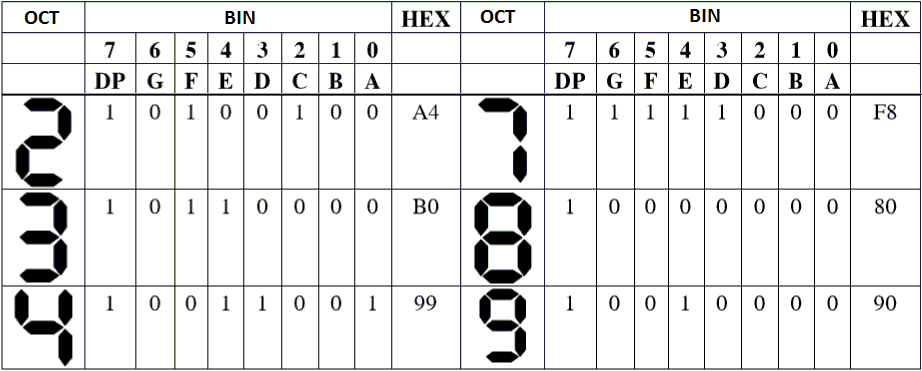 OCT BIN HEX OCT BIN HEX
7 6 5 4 3 2 1 0 7 6 5 4 3 2 1 0
DP G F E D C B A DP G F E D C B A
2 1 0 1 0 0 1 0 0 A4 7 1 1 1 1 1 0 0 0 F8
3 1 0 1 1 0 0 0 0 B0 8 1 0 0 0 0 0 0 0 80
4 1 0 0 1 1 0 0 1 99 9 1 0 0 1 0 0 0 0 90